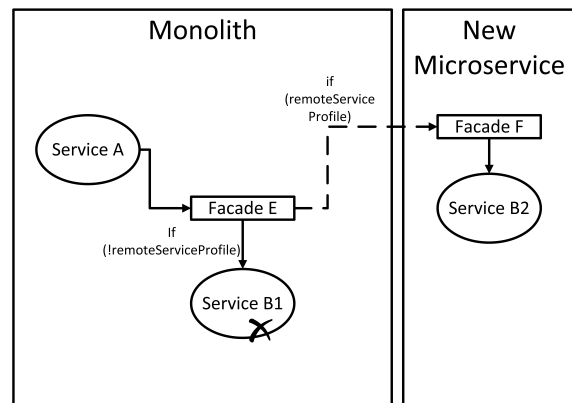 Monolith
New
Microservice
if
(remoteService
Profile)
Service A
Facade F
Facade E
Service B2
If
(!remoteServiceProfile)
Service B1